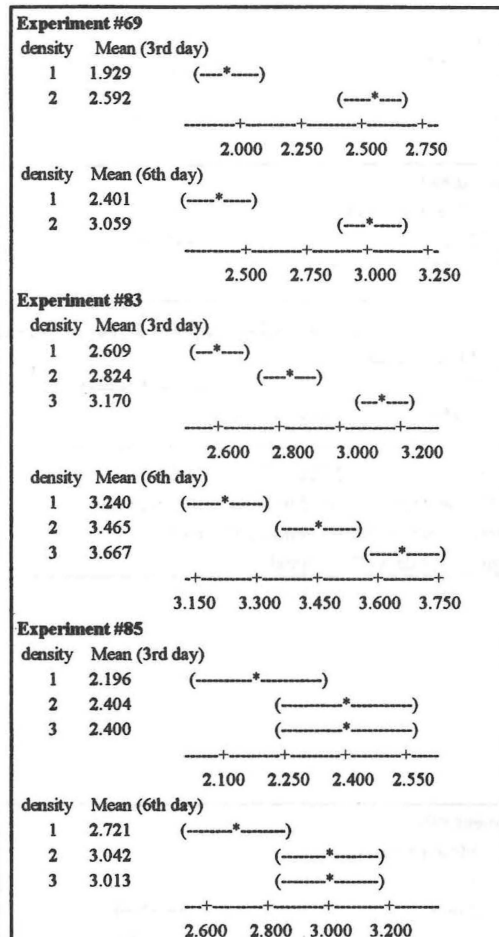 Experiment #69
density Mean (3rd day)
1 1.929 (----*-----)
2 2.592 (----*-----)
---------+---------+---------+---------+--
2.000 2.250 2.500 2.750
density Mean (6th day)
1 2.401 (-----*-----)
2 3.059 (-----*-----)
---------+---------+---------+---------+--
2.500 2.750 3.000 3.250
Experiment #83
density Mean (3rd day)
1 2.609 (---*----)
2 2.824 (----*----)
3 3.170 (---*----)
-----+---------+---------+---------+----
2.600 2.800 3.000 3.200
density Mean (6th day)
1 3.240 (------*------)
2 3.465 (------*------)
3 3.667 (-----*------)
--+---------+---------+---------+---------+
3.150 3.300 3.450 3.600 3.750
Experiment #85
density Mean (3rd day)
1 2.196 (----------*----------)
2 2.404 (----------*-----------)
3 2.400 (----------*-----------)
------+---------+---------+---------+-----
2.100 2.250 2.400 2.550
density Mean (6th day)
1 2.721 (-------*--------)
2 3.042 (--------*--------)
3 3.013 (--------*--------)
---+---------+---------+---------+--------
2.600 2.800 3.000 3.200